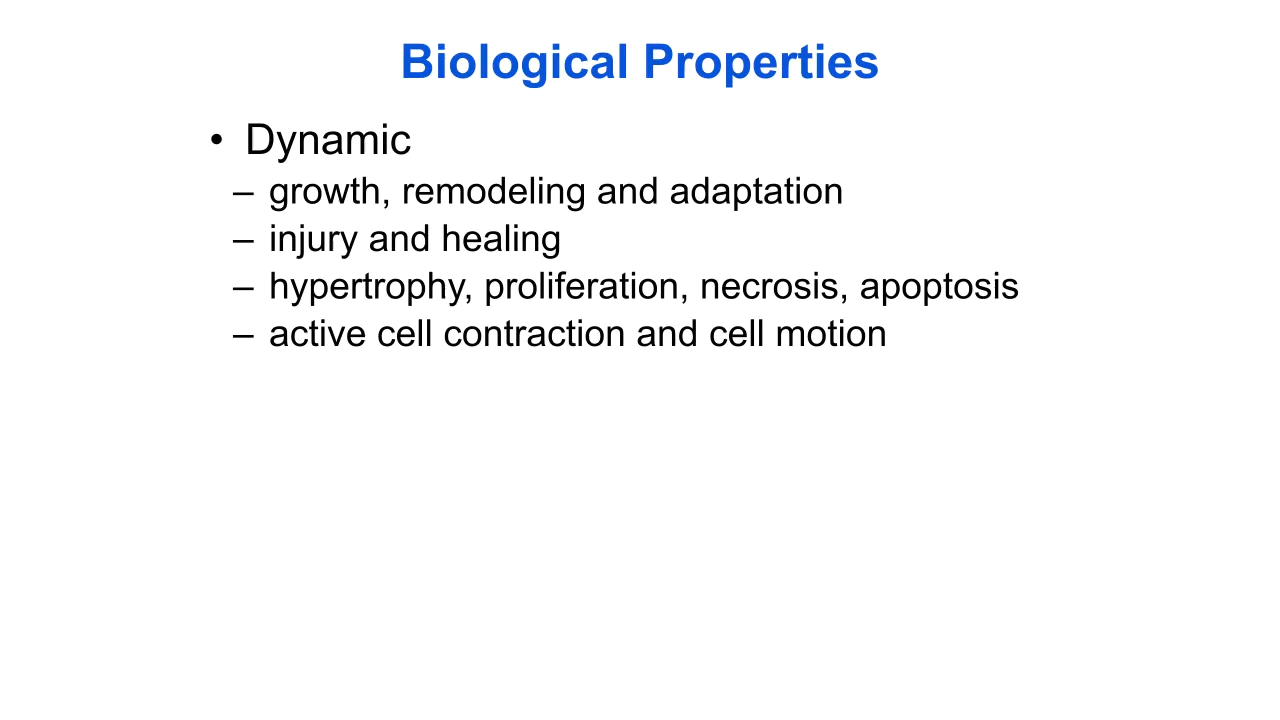 Biological Properties
• Dynamic
– growth, remodeling and adaptation
– injury and healing
– hypertrophy, proliferation, necrosis, apoptosis
– active cell contraction and cell motion